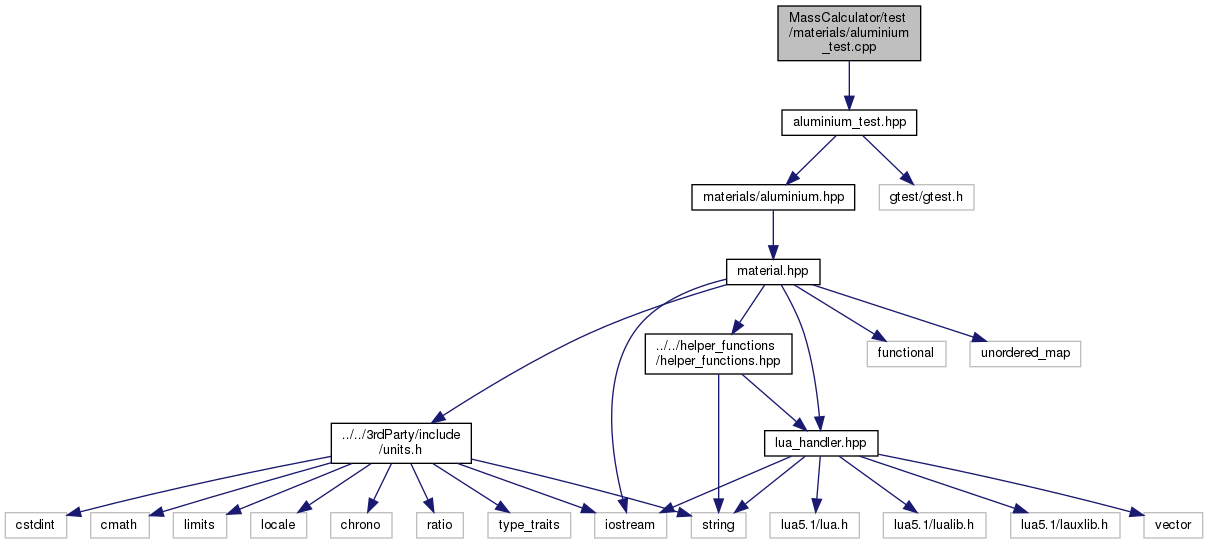 MassCalculator/test
/materials/aluminium
_test.cpp
aluminium_test.hpp
materials/aluminium.hpp
gtest/gtest.h
material.hpp
../../helper_functions
/helper_functions.hpp
functional
unordered_map
../../3rdParty/include
/units.h
lua_handler.hpp
cstdint
cmath
limits
locale
chrono
ratio
type_traits
iostream
string
lua5.1/lua.h
lua5.1/lualib.h
lua5.1/lauxlib.h
vector